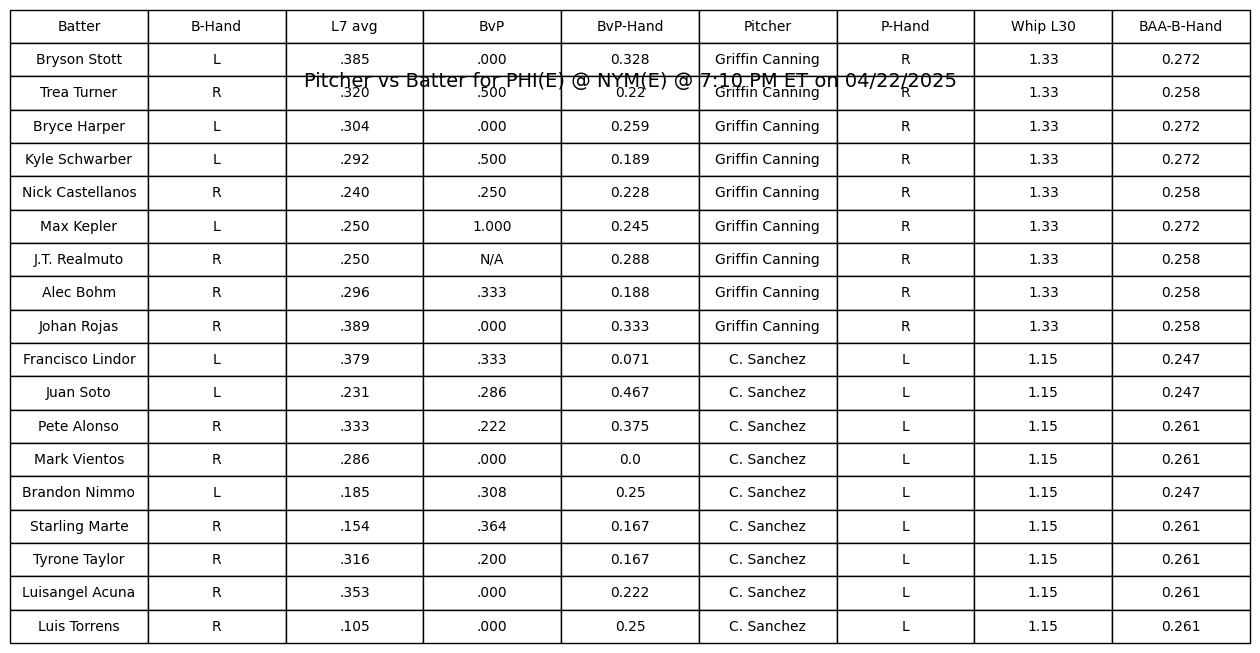 Batter B-Hand L7 avg BvP BvP-Hand Pitcher P-Hand Whip L30 BAA-B-Hand
Bryson Stott L .385 .000 0.328 Griffin Canning R 1.33 0.272
Pitcher vs Batter for PHI(E) @ NYM(E) @ 7:10 PM ET on 04/22/2025
Trea Turner R .320 .500 0.22 Griffin Canning R 1.33 0.258
Bryce Harper L .304 .000 0.259 Griffin Canning R 1.33 0.272
Kyle Schwarber L .292 .500 0.189 Griffin Canning R 1.33 0.272
Nick Castellanos R .240 .250 0.228 Griffin Canning R 1.33 0.258
Max Kepler L .250 1.000 0.245 Griffin Canning R 1.33 0.272
J.T. Realmuto R .250 N/A 0.288 Griffin Canning R 1.33 0.258
Alec Bohm R .296 .333 0.188 Griffin Canning R 1.33 0.258
Johan Rojas R .389 .000 0.333 Griffin Canning R 1.33 0.258
Francisco Lindor L .379 .333 0.071 C. Sanchez L 1.15 0.247
Juan Soto L .231 .286 0.467 C. Sanchez L 1.15 0.247
Pete Alonso R .333 .222 0.375 C. Sanchez L 1.15 0.261
Mark Vientos R .286 .000 0.0 C. Sanchez L 1.15 0.261
Brandon Nimmo L .185 .308 0.25 C. Sanchez L 1.15 0.247
Starling Marte R .154 .364 0.167 C. Sanchez L 1.15 0.261
Tyrone Taylor R .316 .200 0.167 C. Sanchez L 1.15 0.261
Luisangel Acuna R .353 .000 0.222 C. Sanchez L 1.15 0.261
Luis Torrens R .105 .000 0.25 C. Sanchez L 1.15 0.261